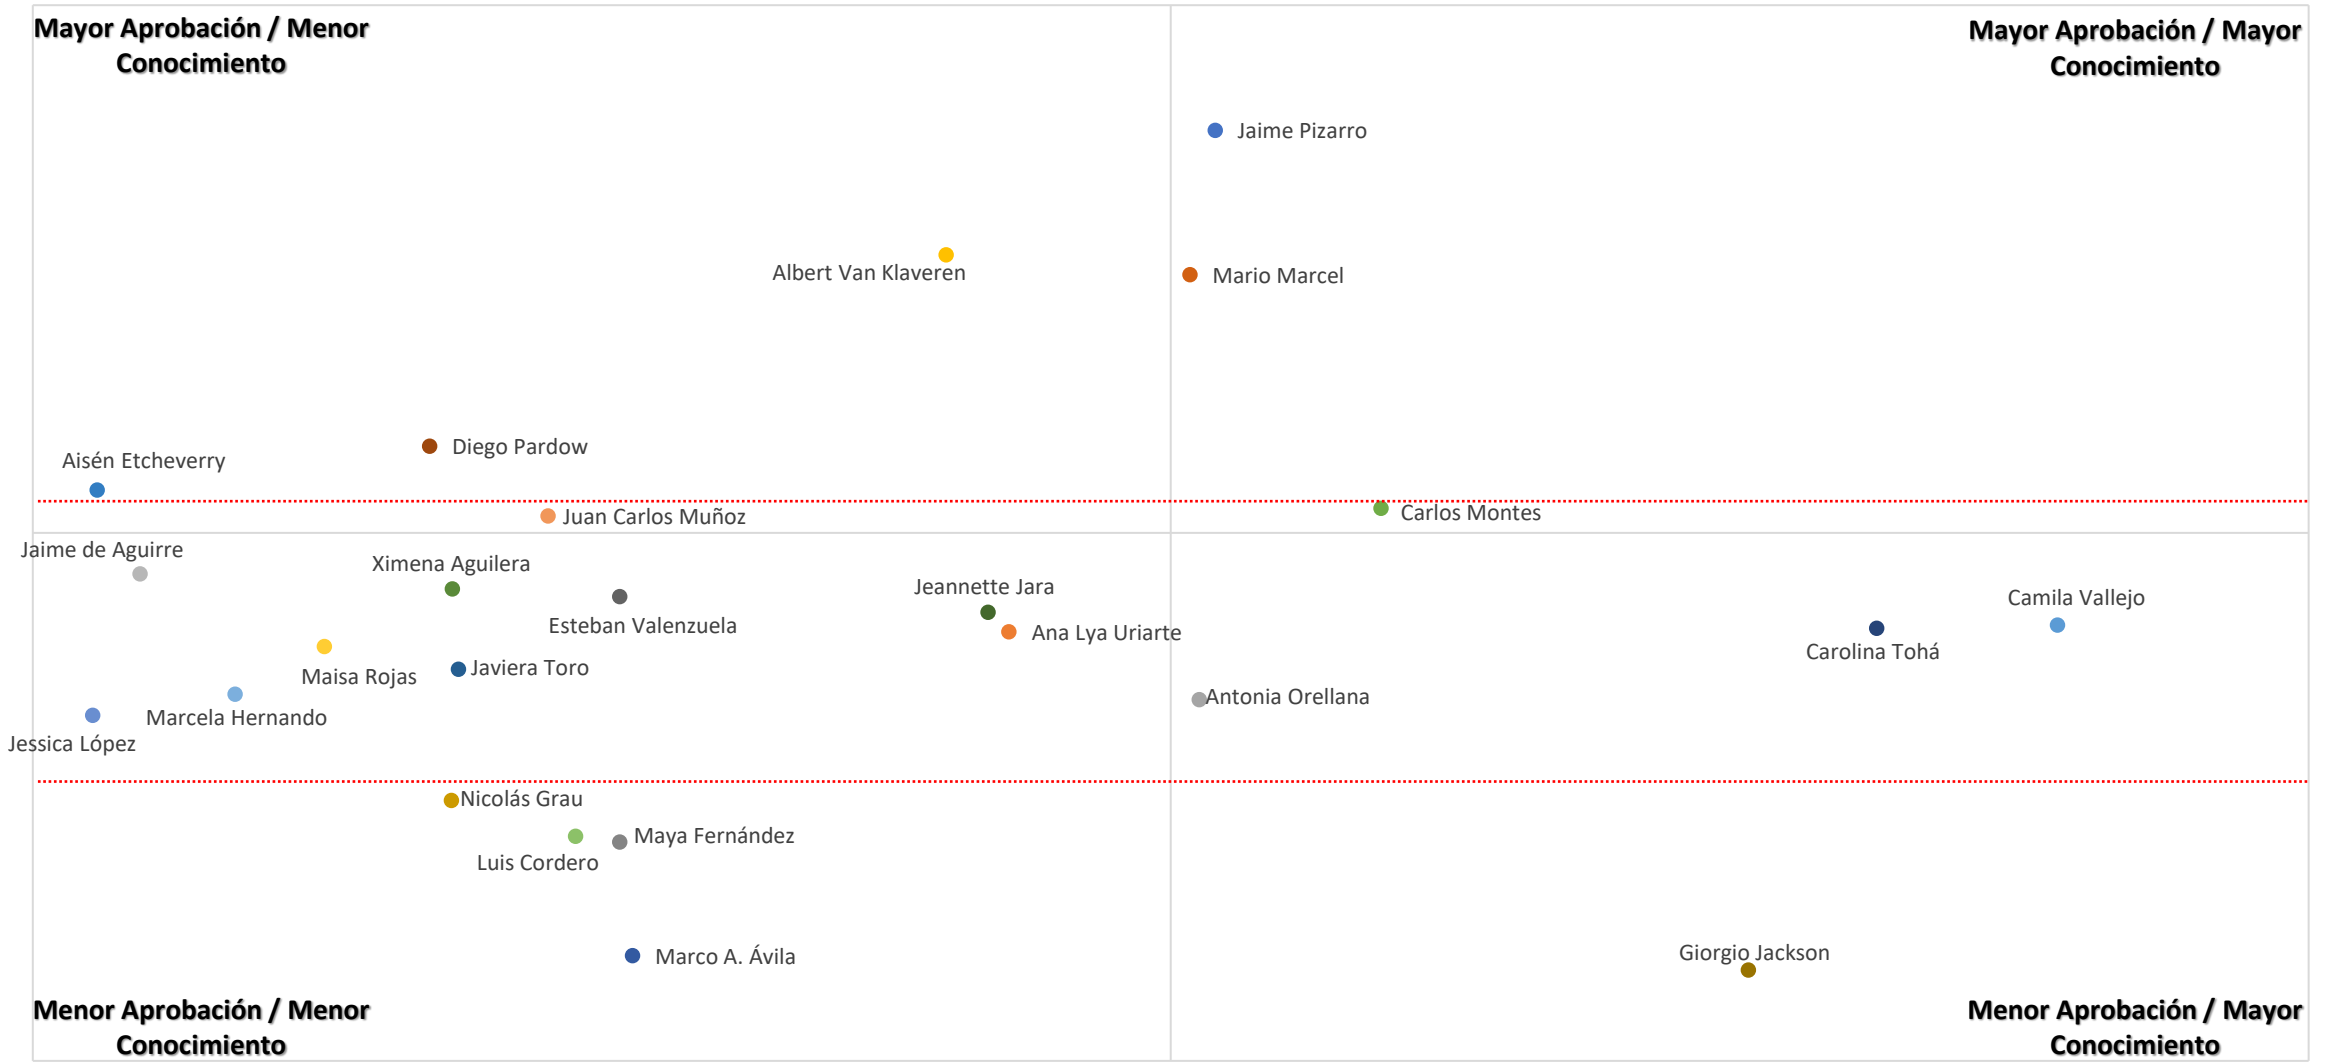 Mayor Aprobación / Menor
Conocimiento
Mayor Aprobación / Mayor
Conocimiento
Jaime Pizarro
Albert Van Klaveren
Mario Marcel
Diego Pardow
Aisén Etcheverry
Juan Carlos Muñoz
Carlos Montes
Jaime de Aguirre
Ximena Aguilera
Jeannette Jara
Camila Vallejo
Esteban Valenzuela
Ana Lya Uriarte
Carolina Tohá
Maisa Rojas
Javiera Toro
Antonia Orellana
Marcela Hernando
Jessica López
Nicolás Grau
Maya Fernández
Luis Cordero
Marco A. Ávila
Giorgio Jackson
Menor Aprobación / Menor
Conocimiento
Menor Aprobación / Mayor
Conocimiento